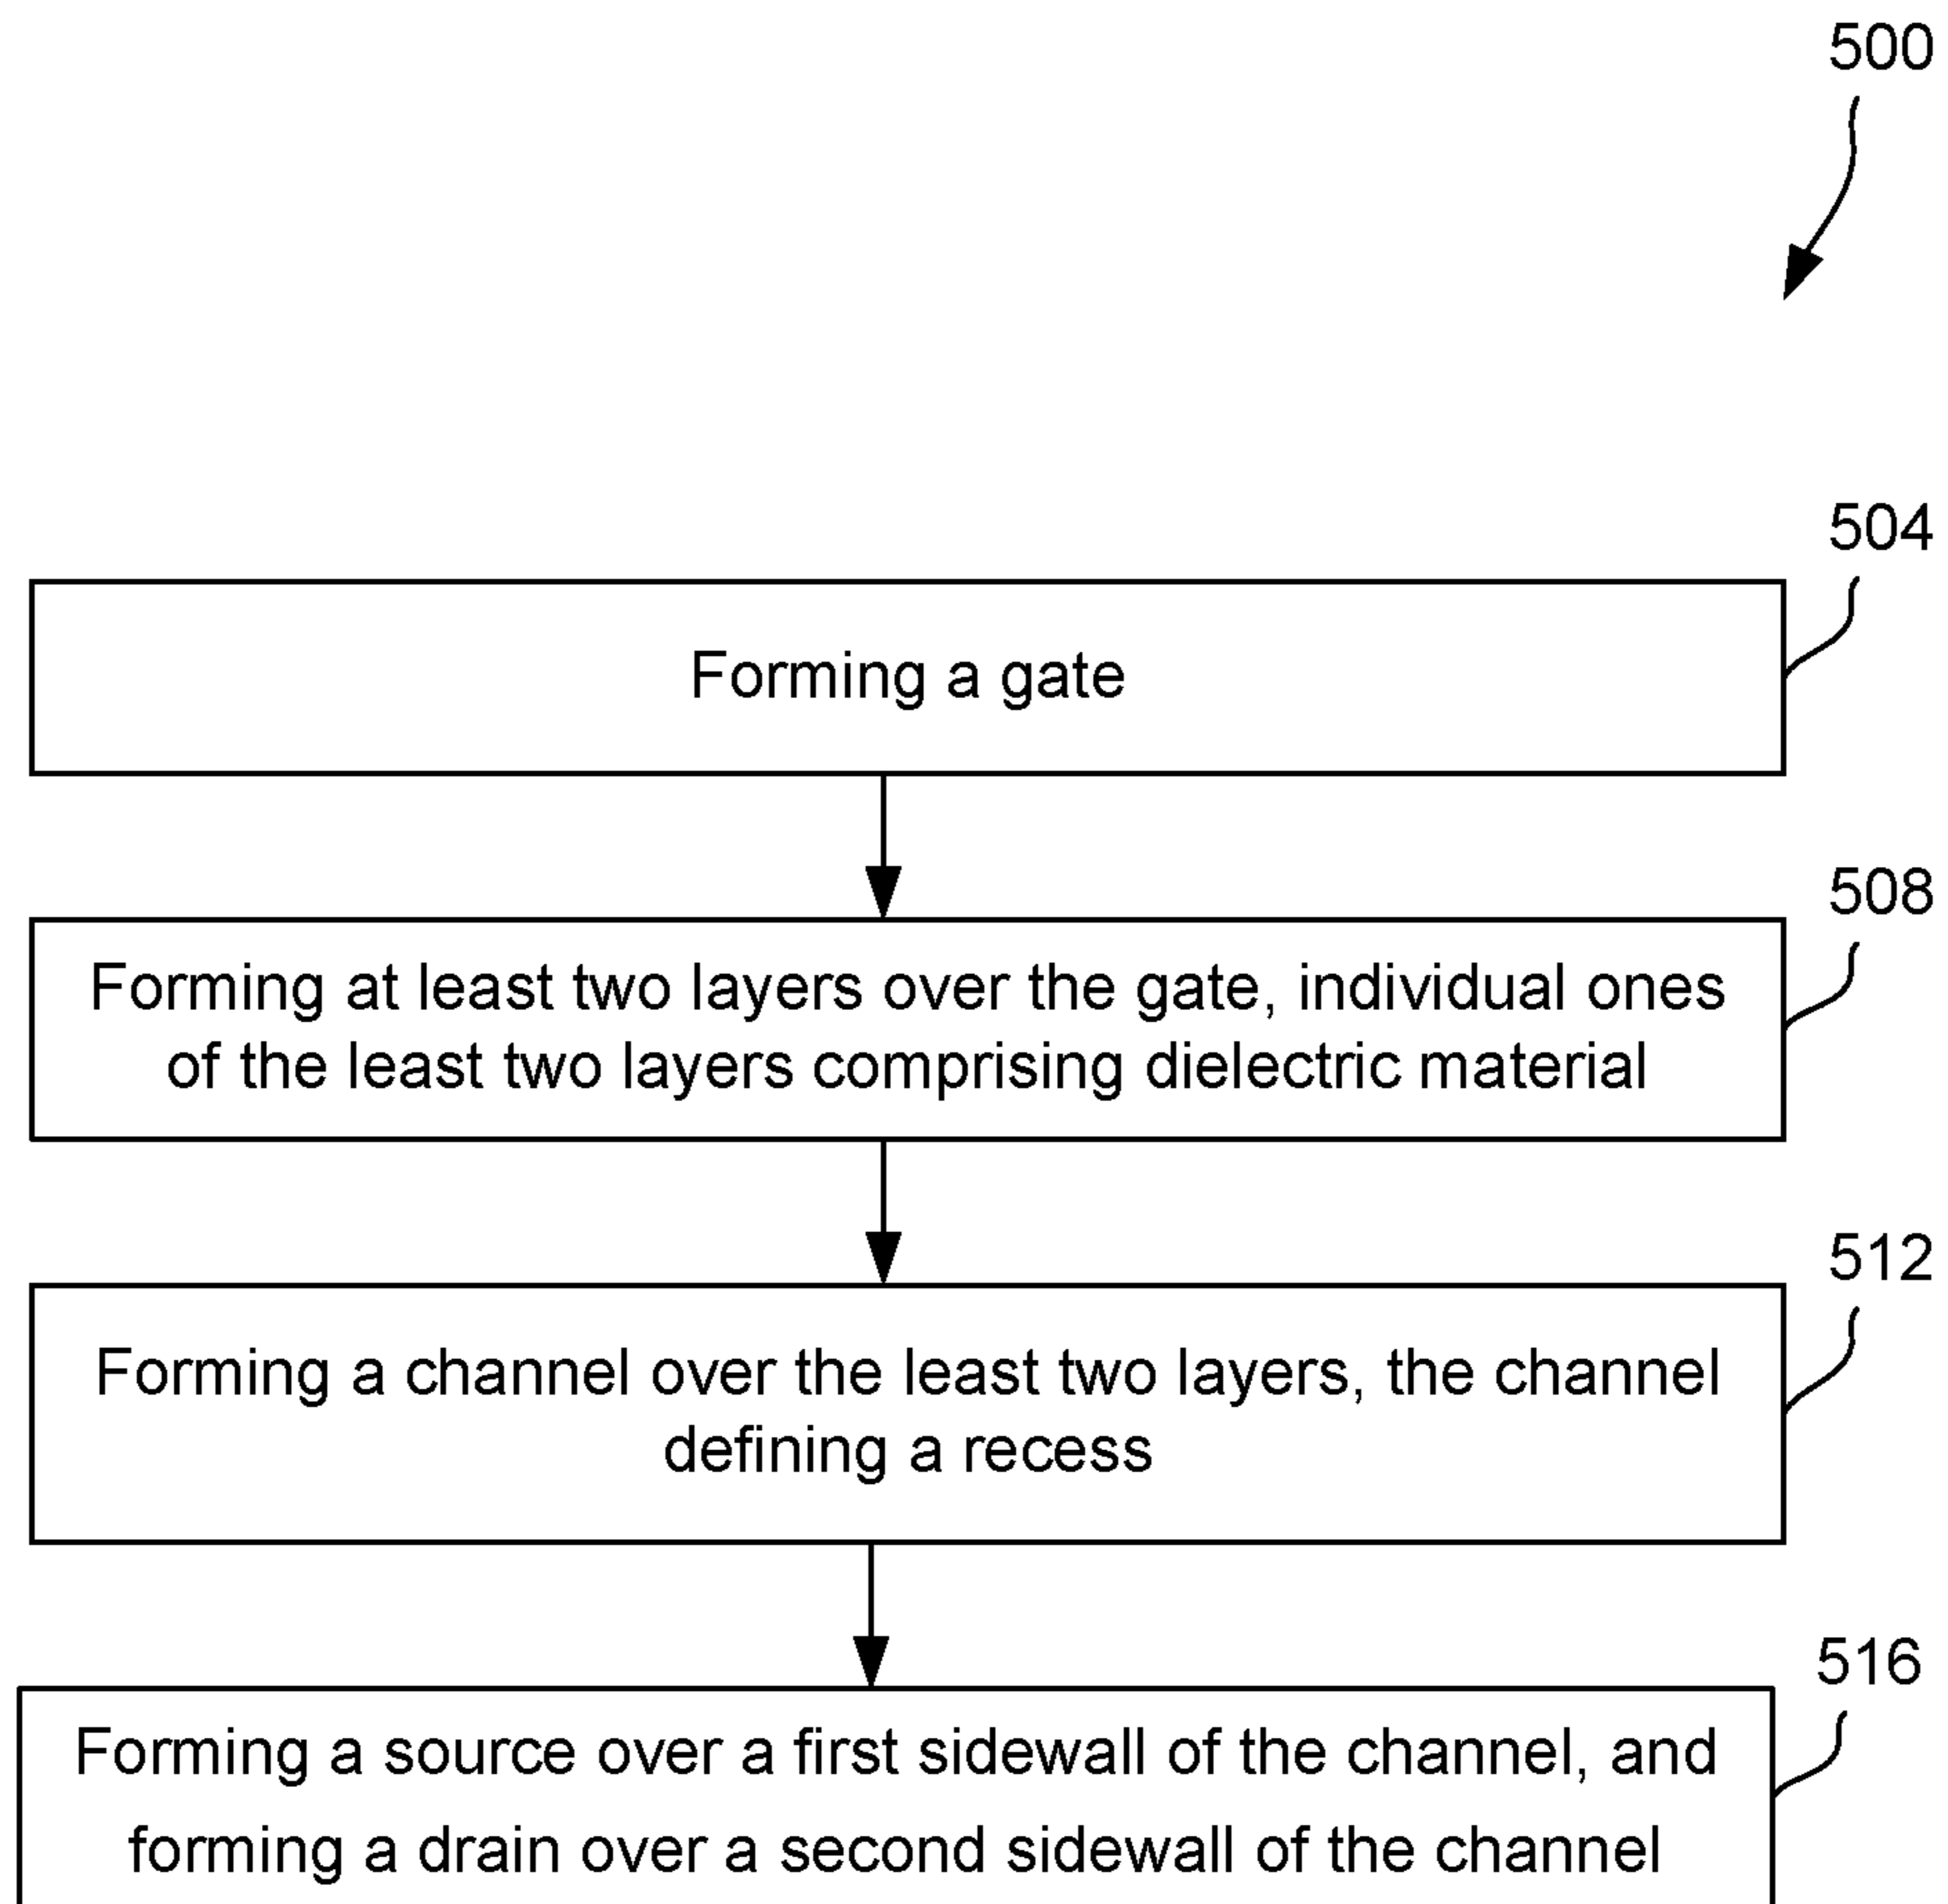 500
504
Forming a gate
508
Forming at least two layers over the gate, individual ones
of the least two layers comprising dielectric material
512
Forming a channel over the least two layers, the channel
defining a recess
516
Forming a source over a first sidewall of the channel, and
forming a drain over a second sidewall of the channel